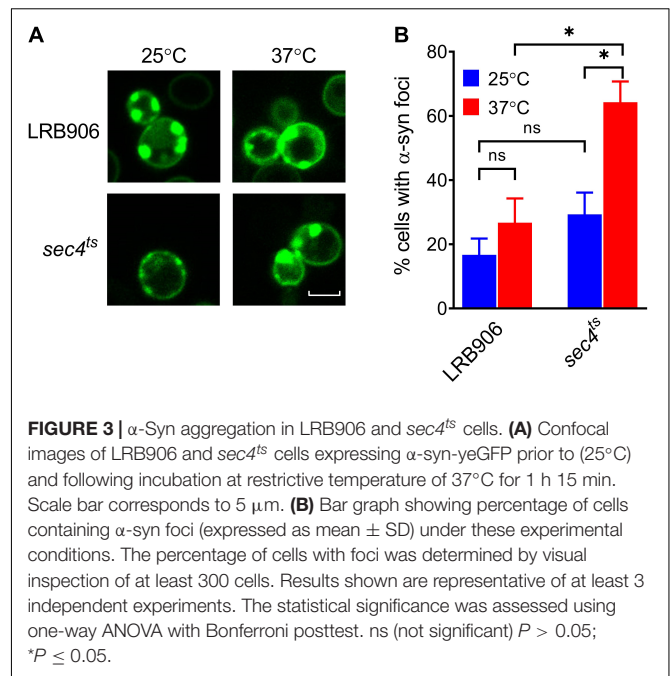 A
25°C 37°C
LRB906
sec4ts
B
% cells with α-syn foci
80
60
40
20
0
25°C
37°C
*
*
ns
ns
LRB906
sec4ts
FIGURE 3 | α-Syn aggregation in LRB906 and sec4ts cells. (A) Confocal
images of LRB906 and sec4ts cells expressing α-syn-yeGFP prior to (25°C)
and following incubation at restrictive temperature of 37°C for 1 h 15 min.
Scale bar corresponds to 5 μm. (B) Bar graph showing percentage of cells
containing α-syn foci (expressed as mean ± SD) under these experimental
conditions. The percentage of cells with foci was determined by visual
inspection of at least 300 cells. Results shown are representative of at least 3
independent experiments. The statistical significance was assessed using
one-way ANOVA with Bonferroni posttest. ns (not significant) P > 0.05;
*P ≤ 0.05.